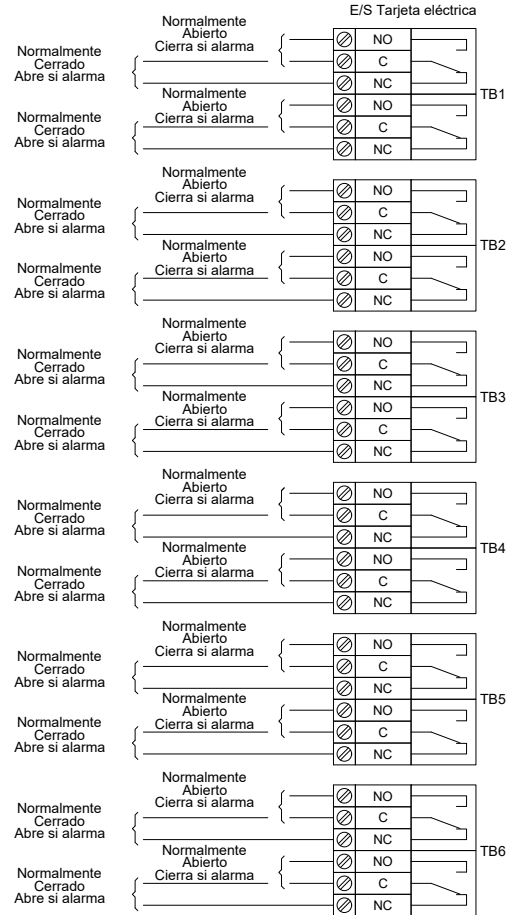 E/S Tarjeta eléctrica
Normalmente
Abierto
Cierra si alarma
NO
Normalmente
Cerrado
Abre si alarma
C
NC
Normalmente
Abierto
Cierra si alarma
NO
TB1
Normalmente
Cerrado
Abre si alarma
C
NC
Normalmente
Abierto
Cierra si alarma
NO
Normalmente
Cerrado
Abre si alarma
C
NC
Normalmente
Abierto
Cierra si alarma
NO
TB2
Normalmente
Cerrado
Abre si alarma
C
NC
Normalmente
Abierto
Cierra si alarma
NO
Normalmente
Cerrado
Abre si alarma
C
NC
Normalmente
Abierto
Cierra si alarma
NO
TB3
Normalmente
Cerrado
Abre si alarma
C
NC
Normalmente
Abierto
Cierra si alarma
NO
Normalmente
Cerrado
Abre si alarma
C
NC
Normalmente
Abierto
Cierra si alarma
NO
TB4
Normalmente
Cerrado
Abre si alarma
C
NC
Normalmente
Abierto
Cierra si alarma
NO
Normalmente
Cerrado
Abre si alarma
C
NC
Normalmente
Abierto
Cierra si alarma
NO
TB5
Normalmente
Cerrado
Abre si alarma
C
NC
Normalmente
Abierto
Cierra si alarma
NO
Normalmente
Cerrado
Abre si alarma
C
NC
Normalmente
Abierto
Cierra si alarma
NO
TB6
Normalmente
Cerrado
Abre si alarma
C
NC